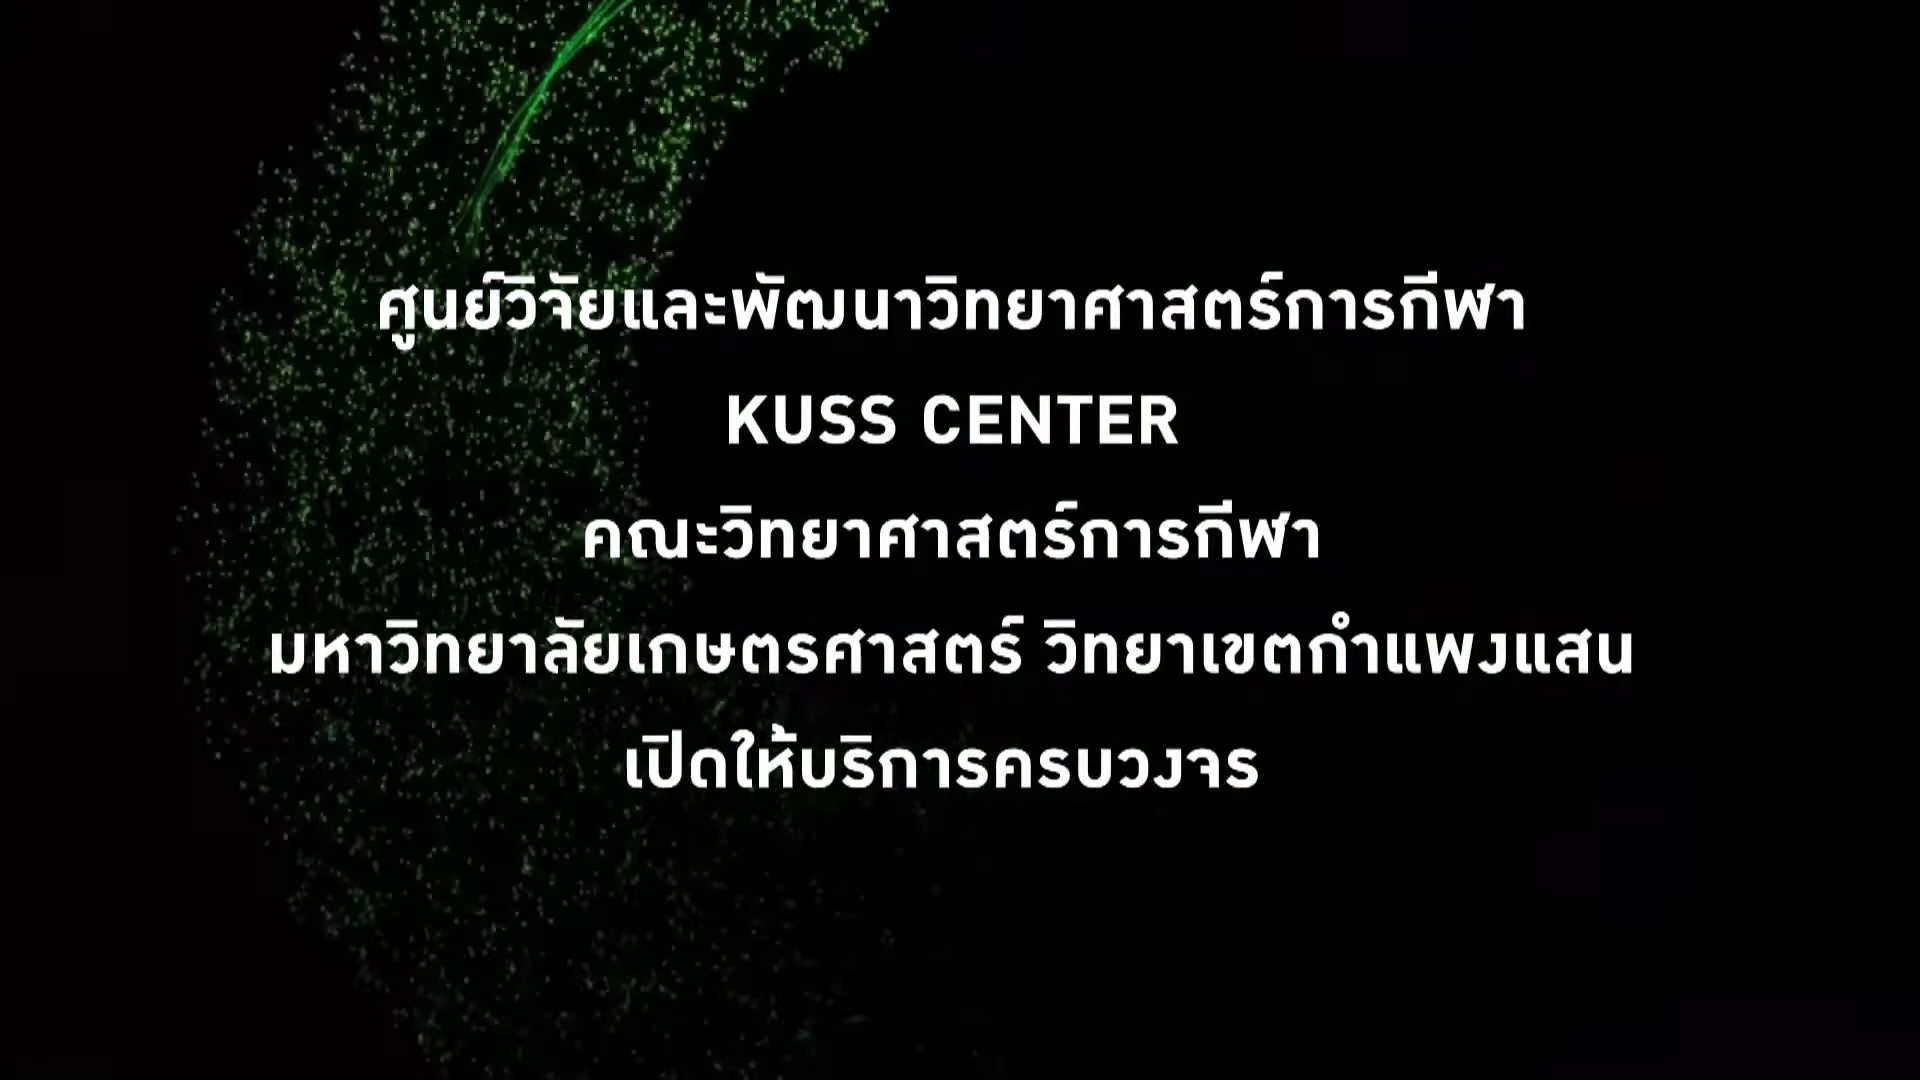 ศูนย์วิจัยและพัฒนาวิทยาศาสตร์การกีฬา
KUSS CENTER
คณะวิทยาศาสตร์การกีฬา
มหาวิทยาลัยเกษตรศาสตร์ วิทยาเขตกำแพงแสน
เปิดให้บริการครบวงจร